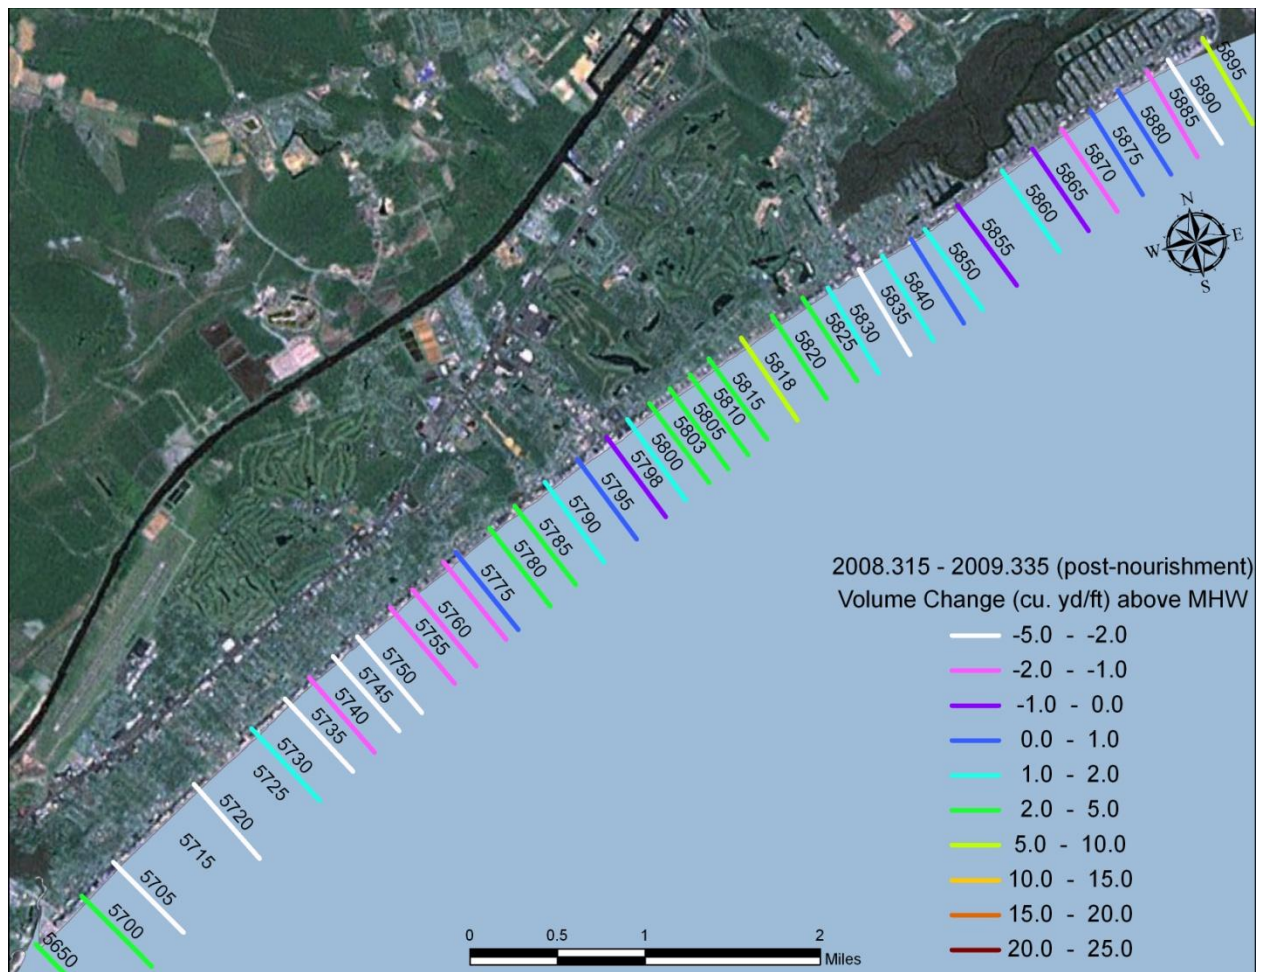 5895
5890
5885
5880
5875
5870
5865
5860
5855
5850
5840
5835
5830
5825
5820
5818
5815
5810
5805
5803
5800
5798
5795
5790
5785
5780
5775
5760
5755
5750
5745
5740
5735
5730
5725
5720
5715
5705
5700
5650
N
W E
S
2008.315 - 2009.335 (post-nourishment)
Volume Change (cu. yd/ft) above MHW
-5.0 - -2.0
-2.0 - -1.0
-1.0 - 0.0
0.0 - 1.0
1.0 - 2.0
2.0 - 5.0
5.0 - 10.0
10.0 - 15.0
15.0 - 20.0
20.0 - 25.0
0 0.5 1 2
Miles